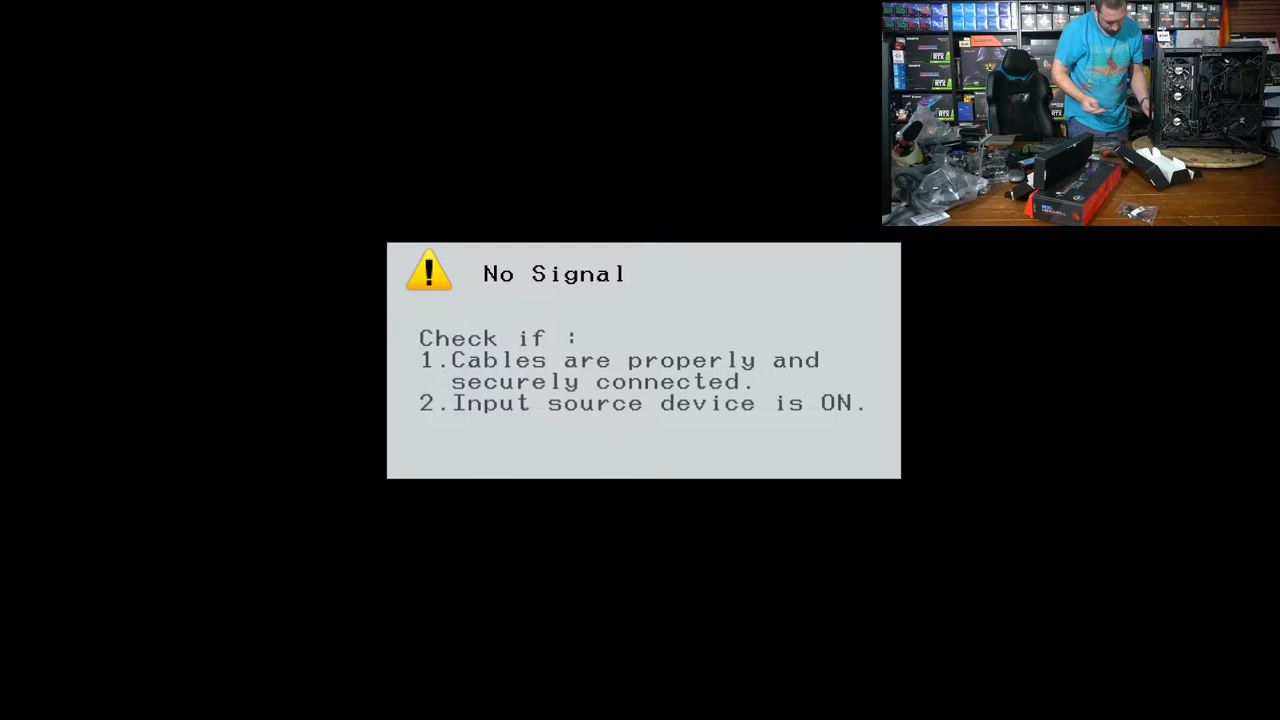 No Signal
Check if :
1.Cables are properly and
securely connected.
2.Input source device is ON.